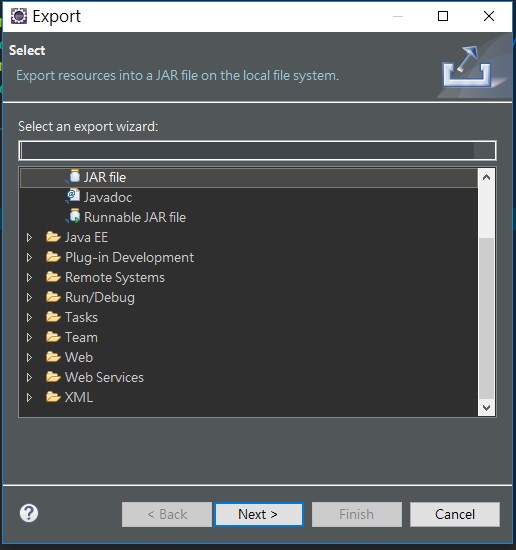 Export
Select
Export resources into a JAR file on the local file system.
Select an export wizard:
JAR file
Javadoc
Runnable JAR file
Java EE
Plug-in Development
Remote Systems
Run/Debug
Tasks
Team
Web
Web Services
XML
< Back Next > Finish Cancel